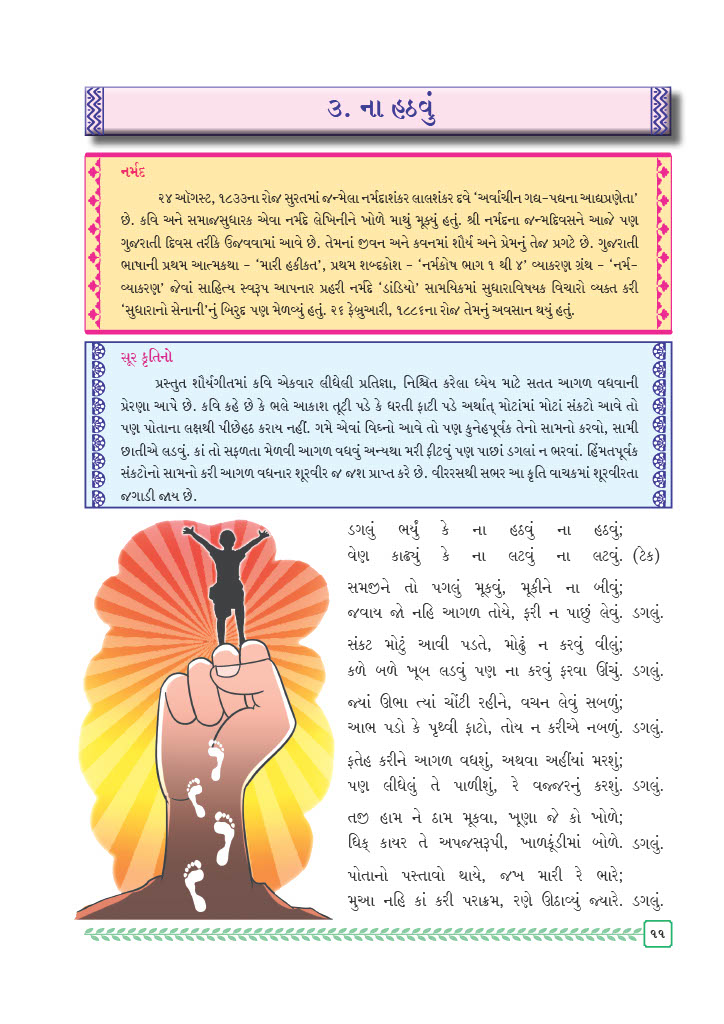 ૩. ના હઠવું
નર્મદ
૨૪ ઑગસ્ટ, ૧૮૩૩ના રોજ સુરતમાં જન્મેલા નર્મદાશંકર લાલશંકર દવે ‘અર્વાચીન ગદ્ય-પદ્યના આદ્યપ્રણેતા’
છે. કવિ અને સમાજસુધારક એવા નર્મદે લેખિનીને ખોળે માથું મૂક્યું હતું. શ્રી નર્મદના જન્મદિવસને આજે પણ
ગુજરાતી દિવસ તરીકે ઉજવવામાં આવે છે. તેમનાં જીવન અને કવનમાં શૌર્ય અને પ્રેમનું તેજ પ્રગટે છે. ગુજરાતી
ભાષાની પ્રથમ આત્મકથા - ‘મારી હકીકત’, પ્રથમ શબ્દકોશ - ‘નર્મકોષ ભાગ ૧ થી ૪’ વ્યાકરણ ગ્રંથ - ‘નર્મ-
વ્યાકરણ’ જેવાં સાહિત્ય સ્વરૂપ આપનાર પ્રહરી નર્મદે ‘ડાંડિયો’ સામયિકમાં સુધારાવિષયક વિચારો વ્યક્ત કરી
‘સુધારાનો સેનાની’નું બિરુદ પણ મેળવ્યું હતું. ૨૬ ફેબ્રુઆરી, ૧૮૮૬ના રોજ તેમનું અવસાન થયું હતું.
સૂર કૃતિનો
પ્રસ્તુત શૌર્યગીતમાં કવિ એકવાર લીધેલી પ્રતિજ્ઞા, નિશ્ચિત કરેલા ધ્યેય માટે સતત આગળ વધવાની
પ્રેરણા આપે છે. કવિ કહે છે કે ભલે આકાશ તૂટી પડે કે ધરતી ફાટી પડે અર્થાત્ મોટાંમાં મોટાં સંકટો આવે તો
પણ પોતાના લક્ષથી પીછેહઠ કરાય નહીં. ગમે એવાં વિઘ્નો આવે તો પણ કુનેહપૂર્વક તેનો સામનો કરવો, સામી
છાતીએ લડવું. કાં તો સફળતા મેળવી આગળ વધવું અન્યથા મરી ફીટવું પણ પાછાં ડગલાં ન ભરવાં. હિંમતપૂર્વક
સંકટોનો સામનો કરી આગળ વધનાર શૂરવીર જ જશ પ્રાપ્ત કરે છે. વીરરસથી સભર આ કૃતિ વાચકમાં શૂરવીરતા
જગાડી જાય છે.
ડગલું ભર્યું કે ના હઠવું ના હઠવું;
વેણ કાઢ્યું કે ના લટવું ના લટવું. (ટેક)
સમજીને તો પગલું મૂકવું, મૂકીને ના બીવું;
જવાય જો નહિ આગળ તોયે, ફરી ન પાછું લેવું. ડગલું.
સંકટ મોટું આવી પડતે, મોઢું ન કરવું વીલું;
કળે બળે ખૂબ લડવું પણ ના કરવું ફરવા ઊંચું. ડગલું.
જ્યાં ઊભા ત્યાં ચોંટી રહીને, વચન લેવું સબળું;
આભ પડો કે પૃથ્વી ફાટો, તોય ન કરીએ નબળું. ડગલું.
ફતેહ કરીને આગળ વધશું, અથવા અહીંયાં મરશું;
પણ લીધેલું તે પાળીશું, રે વજ્જરનું કરશું. ડગલું.
તજી હામ ને ઠામ મૂકવા, ખૂણા જે કો ખોળે;
ધિક્ કાયર તે અપજસરૂપી, ખાળકૂંડીમાં બોળે. ડગલું.
પોતાનો પસ્તાવો થાયે, જખ મારી રે ભારે;
મુઆ નહિ કાં કરી પરાક્રમ, રણે ઊઠાવ્યું જ્યારે. ડગલું.
૧૧